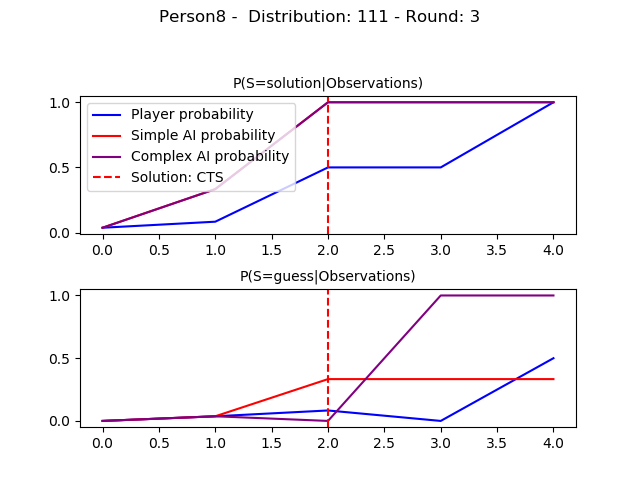 Person8 -  Distribution: 111 - Round: 3
P(S=solution|Observations)
1.0
0.5
0.0
Player probability
Simple AI probability
Complex AI probability
Solution: CTS
0.0 0.5 1.0 1.5 2.0 2.5 3.0 3.5 4.0
P(S=guess|Observations)
1.0
0.5
0.0
0.0 0.5 1.0 1.5 2.0 2.5 3.0 3.5 4.0